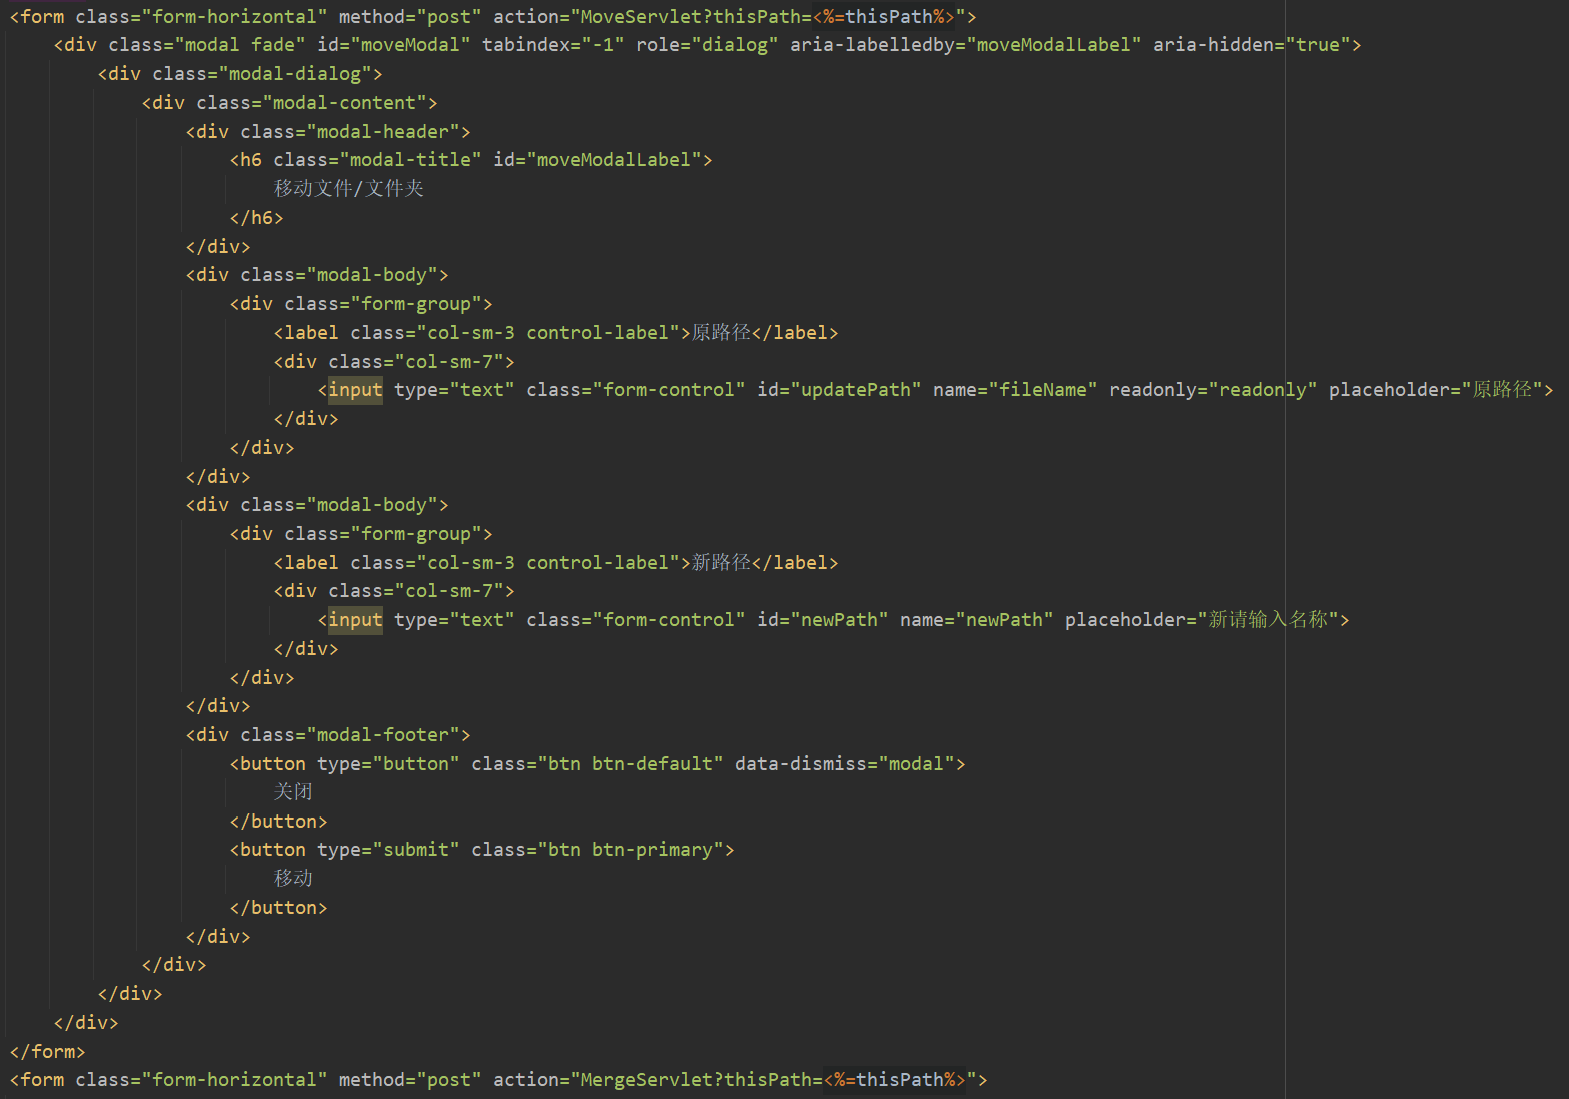 <form class="form-horizontal" method="post" action="MoveServlet?thisPath=<%=thisPath%>">
<div class="modal fade" id="moveModal" tabindex="-1" role="dialog" aria-labelledby="moveModalLabel" aria-hidden="true">
<div class="modal-dialog">
<div class="modal-content">
<div class="modal-header">
<h6 class="modal-title" id="moveModalLabel">
移动文件/文件夹
</h6>
</div>
<div class="modal-body">
<div class="form-group">
<label class="col-sm-3 control-label">原路径</label>
<div class="col-sm-7">
<input type="text" class="form-control" id="updatePath" name="fileName" readonly="readonly" placeholder="原路径">
</div>
</div>
</div>
<div class="modal-body">
<div class="form-group">
<label class="col-sm-3 control-label">新路径</label>
<div class="col-sm-7">
<input type="text" class="form-control" id="newPath" name="newPath" placeholder="新请输入名称">
</div>
</div>
</div>
<div class="modal-footer">
<button type="button" class="btn btn-default" data-dismiss="modal">
关闭
</button>
<button type="submit" class="btn btn-primary">
移动
</button>
</div>
</div>
</div>
</div>
</form>
<form class="form-horizontal" method="post" action="MergeServlet?thisPath=<%=thisPath%>">